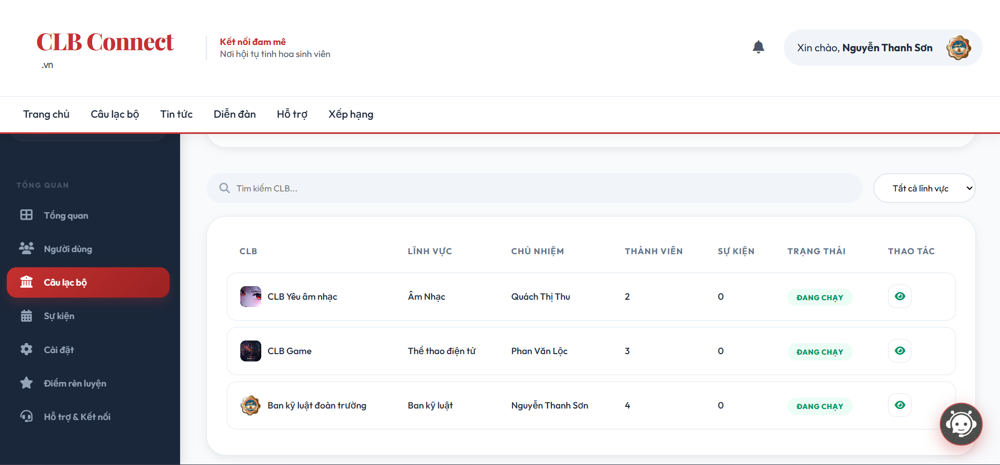 CLB Connect
.vn
Kết nối đam mê
Nơi hội tụ tinh hoa sinh viên
Xin chào, Nguyễn Thanh Sơn
Trang chủ
Câu lạc bộ
Tin tức
Diễn đàn
Hỗ trợ
Xếp hạng
TỔNG QUAN
Tổng quan
Người dùng
Câu lạc bộ
Sự kiện
Cài đặt
Điểm rèn luyện
Hỗ trợ & Kết nối
Tìm kiếm CLB...
Tất cả lĩnh vực
CLB LĨNH VỰC CHỦ NHIỆM THÀNH VIÊN SỰ KIỆN TRẠNG THÁI THAO TÁC
CLB Yêu âm nhạc Âm Nhạc Quách Thị Thu 2 0 ĐANG CHẠY
CLB Game Thể thao điện tử Phan Văn Lộc 3 0 ĐANG CHẠY
Ban kỹ luật đoàn trường Ban kỹ luật Nguyễn Thanh Sơn 4 0 ĐANG CHẠY